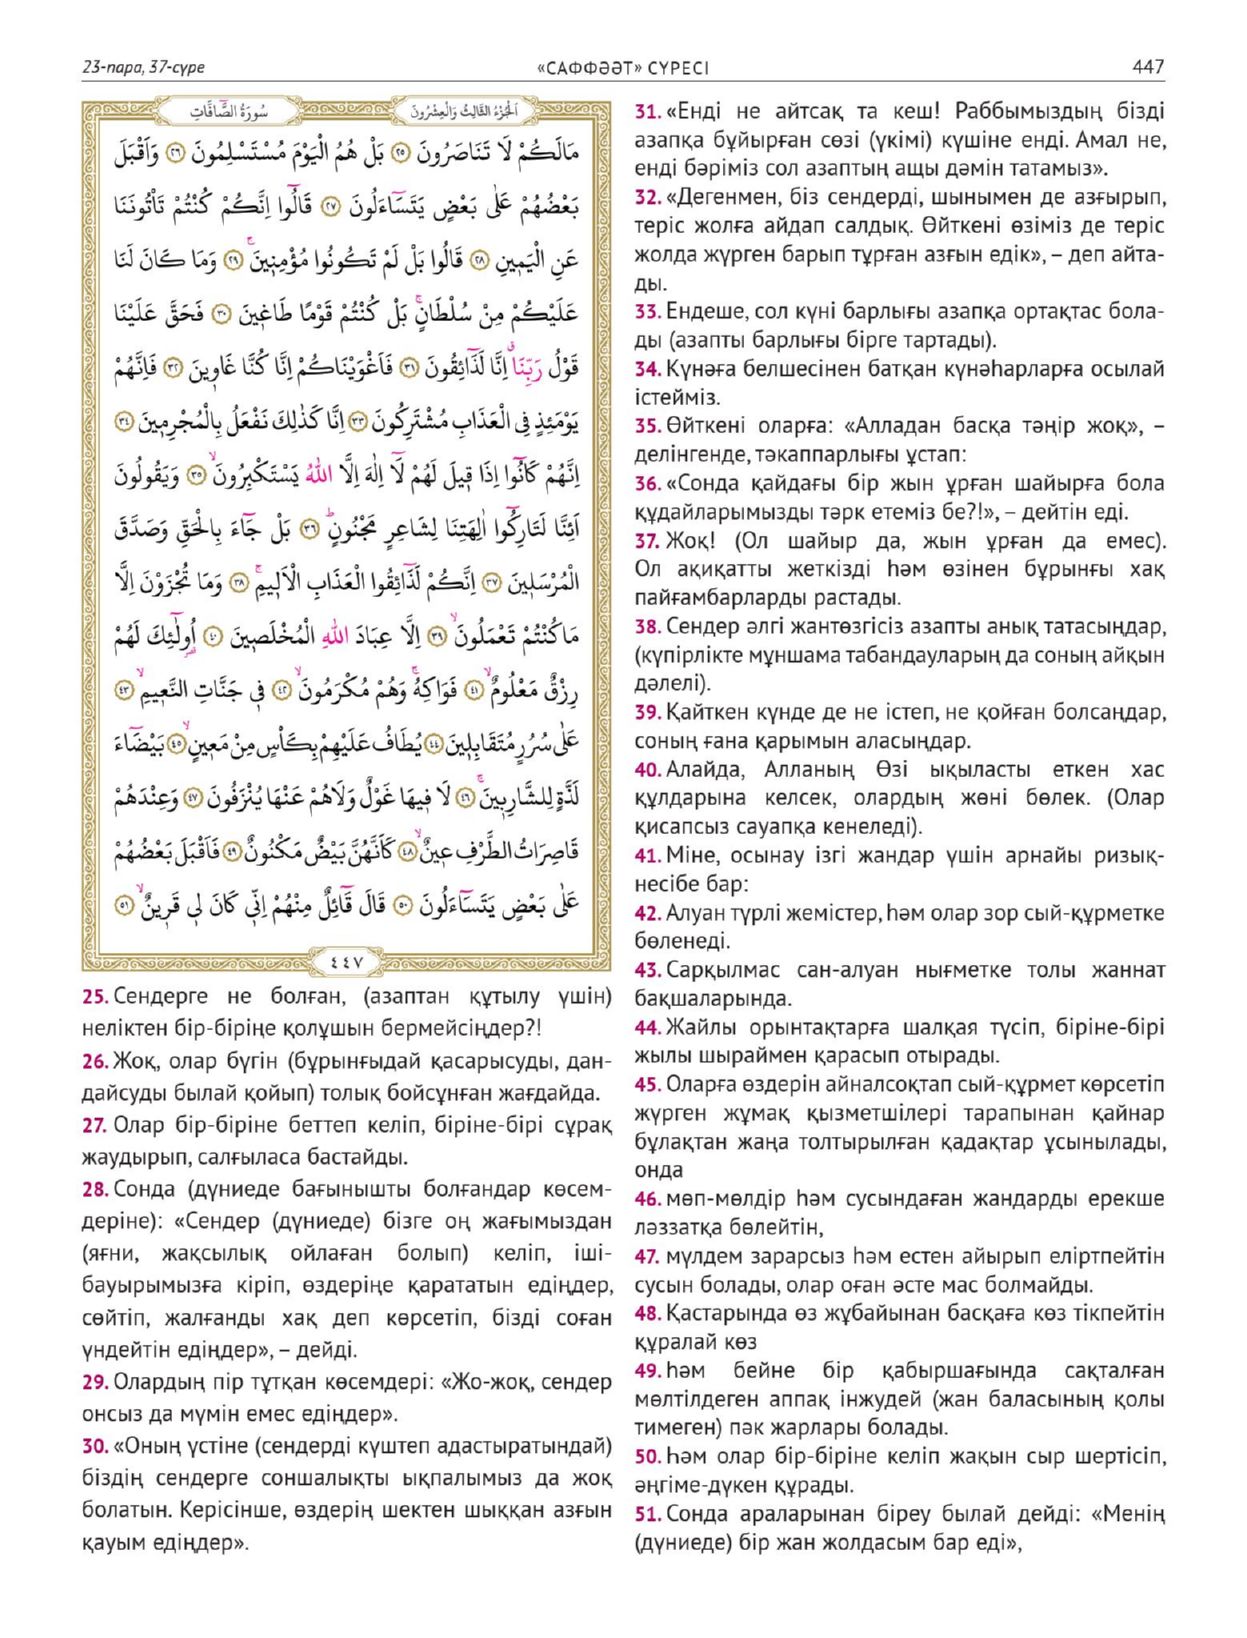 23-пара, 37-сүре
«САФФӘӘТ» СҮРЕСІ
447
سُورَةُ الصَّٓافَّاتِ
اَلْجُزْءُ الثَّالِثُ وَالْعِشْرُونَ
مَالَكُمْ لَا تَنَاصَرُونَ ﴿٢٥﴾ بَلْ هُمُ الْيَوْمَ مُسْتَسْلِمُونَ ﴿٢٦﴾ وَاَقْبَلَ
بَعْضُهُمْ عَلٰى بَعْضٍ يَتَسَٓاءَلُونَ ﴿٢٧﴾ قَالُٓوا اِنَّكُمْ كُنْتُمْ تَأْتُونَنَا
عَنِ الْيَمٖينِ ﴿٢٨﴾ قَالُوا بَلْ لَمْ تَكُونُوا مُؤْمِنٖينَۚ ﴿٢٩﴾ وَمَا كَانَ لَنَا
عَلَيْكُمْ مِنْ سُلْطَانٍۚ بَلْ كُنْتُمْ قَوْمًا طَاغٖينَ ﴿٣٠﴾ فَحَقَّ عَلَيْنَا
قَوْلُ رَبِّنَاۗ اِنَّا لَذَٓائِقُونَ ﴿٣١﴾ فَاَغْوَيْنَاكُمْ اِنَّا كُنَّا غَاوٖينَ ﴿٣٢﴾ فَاِنَّهُمْ
يَوْمَئِذٍ فِى الْعَذَابِ مُشْتَرِكُونَ ﴿٣٣﴾ اِنَّا كَذٰلِكَ نَفْعَلُ بِالْمُجْرِمٖينَ ﴿٣٤﴾
اِنَّهُمْ كَانُٓوا اِذَا قٖيلَ لَهُمْ لَٓا اِلٰهَ اِلَّا اللّٰهُ يَسْتَكْبِرُونَۙ ﴿٣٥﴾ وَيَقُولُونَ
اَئِنَّا لَتَارِكُٓوا اٰلِهَتِنَا لِشَاعِرٍ مَجْنُونٍؕ ﴿٣٦﴾ بَلْ جَٓاءَ بِالْحَقِّ وَصَدَّقَ
الْمُرْسَلٖينَ ﴿٣٧﴾ اِنَّكُمْ لَذَٓائِقُوا الْعَذَابِ الْاَلٖيمِۚ ﴿٣٨﴾ وَمَا تُجْزَوْنَ اِلَّا
مَا كُنْتُمْ تَعْمَلُونَۙ ﴿٣٩﴾ اِلَّا عِبَادَ اللّٰهِ الْمُخْلَصٖينَ ﴿٤٠﴾ اُولٰٓئِكَ لَهُمْ
رِزْقٌ مَعْلُومٌۙ ﴿٤١﴾ فَوَاكِهُۚ وَهُمْ مُكْرَمُونَۙ ﴿٤٢﴾ فٖى جَنَّاتِ النَّعٖيمِۙ ﴿٤٣﴾
عَلٰى سُرُرٍ مُتَقَابِلٖينَ ﴿٤٤﴾ يُطَافُ عَلَيْهِمْ بِكَأْسٍ مِنْ مَعٖينٍۙ ﴿٤٥﴾ بَيْضَٓاءَ
لَذَّةٍ لِلشَّارِبٖينَۚ ﴿٤٦﴾ لَا فٖيهَا غَوْلٌ وَلَاهُمْ عَنْهَا يُنْزَفُونَ ﴿٤٧﴾ وَعِنْدَهُمْ
قَاصِرَاتُ الطَّرْفِ عٖينٌۙ ﴿٤٨﴾ كَاَنَّهُنَّ بَيْضٌ مَكْنُونٌ ﴿٤٩﴾ فَاَقْبَلَ بَعْضُهُمْ
عَلٰى بَعْضٍ يَتَسَٓاءَلُونَ ﴿٥٠﴾ قَالَ قَٓائِلٌ مِنْهُمْ اِنّٖى كَانَ لٖى قَرٖينٌۙ ﴿٥١﴾
٤٤٧
25. Сендерге не болған, (азаптан құтылу үшін)
неліктен бір-біріңе қолұшын бермейсіңдер?!
26. Жоқ, олар бүгін (бұрынғыдай қасарысуды, дан-
дайсуды былай қойып) толық бойсұнған жағдайда.
27. Олар бір-біріне беттеп келіп, біріне-бірі сұрақ
жаудырып, салғыласа бастайды.
28. Сонда (дүниеде бағынышты болғандар көсем-
деріне): «Сендер (дүниеде) бізге оң жағымыздан
(яғни, жақсылық ойлаған болып) келіп, іші-
бауырымызға кіріп, өздеріңе қарататын едіңдер,
сөйтіп, жалғанды хақ деп көрсетіп, бізді соған
үндейтін едіңдер», – дейді.
29. Олардың пір тұтқан көсемдері: «Жо-жоқ, сендер
онсыз да мүмін емес едіңдер».
30. «Оның үстіне (сендерді күштеп адастыратындай)
біздің сендерге соншалықты ықпалымыз да жоқ
болатын. Керісінше, өздерің шектен шыққан азғын
қауым едіңдер».
31. «Енді не айтсақ та кеш! Раббымыздың бізді
азапқа бұйырған сөзі (үкімі) күшіне енді. Амал не,
енді бәріміз сол азаптың ащы дәмін татамыз».
32. «Дегенмен, біз сендерді, шынымен де азғырып,
теріс жолға айдап салдық. Өйткені өзіміз де теріс
жолда жүрген барып тұрған азғын едік», – деп айта-
ды.
33. Ендеше, сол күні барлығы азапқа ортақтас бола-
ды (азапты барлығы бірге тартады).
34. Күнәға белшесінен батқан күнәһарларға осылай
істейміз.
35. Өйткені оларға: «Алладан басқа тәңір жоқ», –
делінгенде, тәкаппарлығы ұстап:
36. «Сонда қайдағы бір жын ұрған шайырға бола
құдайларымызды тәрк етеміз бе?!», – дейтін еді.
37. Жоқ! (Ол шайыр да, жын ұрған да емес).
Ол ақиқатты жеткізді һәм өзінен бұрынғы хақ
пайғамбарларды растады.
38. Сендер әлгі жантөзгісіз азапты анық татасыңдар,
(күпірлікте мұншама табандауларың да соның айқын
дәлелі).
39. Қайткен күнде де не істеп, не қойған болсаңдар,
соның ғана қарымын аласыңдар.
40. Алайда, Алланың Өзі ықыласты еткен хас
құлдарына келсек, олардың жөні бөлек. (Олар
қисапсыз сауапқа кенеледі).
41. Міне, осынау ізгі жандар үшін арнайы ризық-
несібе бар:
42. Алуан түрлі жемістер, һәм олар зор сый-құрметке
бөленеді.
43. Сарқылмас сан-алуан нығметке толы жаннат
бақшаларында.
44. Жайлы орынтақтарға шалқая түсіп, біріне-бірі
жылы шыраймен қарасып отырады.
45. Оларға өздерін айналсоқтап сый-құрмет көрсетіп
жүрген жұмақ қызметшілері тарапынан қайнар
бұлақтан жаңа толтырылған қадақтар ұсынылады,
онда
46. мөп-мөлдір һәм сусындаған жандарды ерекше
ләззатқа бөлейтін,
47. мүлдем зарарсыз һәм естен айырып еліртпейтін
сусын болады, олар оған әсте мас болмайды.
48. Қастарында өз жұбайынан басқаға көз тікпейтін
құралай көз
49. һәм бейне бір қабыршағында сақталған
мөлтілдеген аппақ інжудей (жан баласының қолы
тимеген) пәк жарлары болады.
50. Һәм олар бір-біріне келіп жақын сыр шертісіп,
әңгіме-дүкен құрады.
51. Сонда араларынан біреу былай дейді: «Менің
(дүниеде) бір жан жолдасым бар еді»,